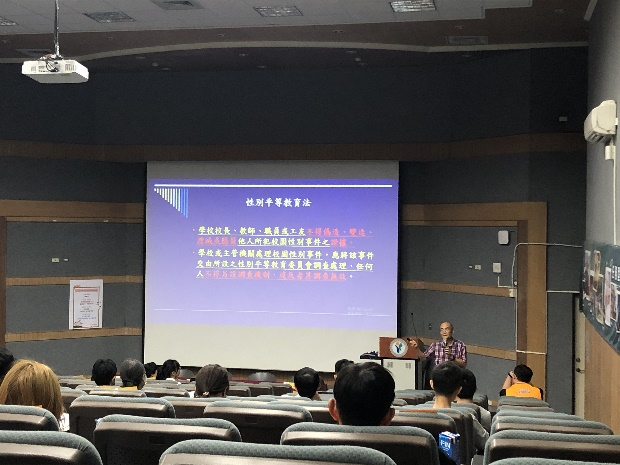 性別平等教育法
學校校長、教師、職員或工友不得偽造、變造、
湮滅或隱匿他人所犯校園性別事件之證據。
學校或主管機關處理校園性別事件，應將該事件
交由所設之性別平等教育委員會調查處理，任何
人不得另設調查機制，違反者其調查無效。